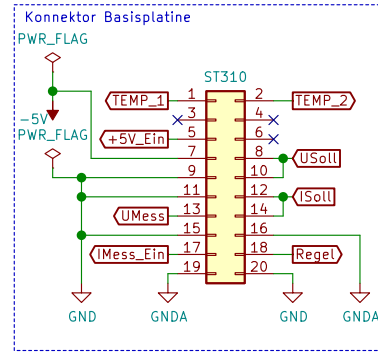 Konnektor Basisplatine
PWR_FLAG
ST310
TEMP_1 1 2 TEMP_2
3 4
-5V
PWR_FLAG
+5V_Ein 5 6
7 8 USoll
9 10
11 12 ISoll
UMess 13 14
15 16
IMess_Ein 17 18 Regel
19 20
GND GNDA GND GNDA